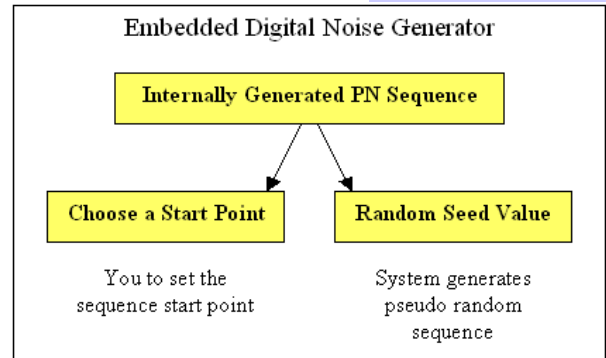 Embedded Digital Noise Generator
Internally Generated PN Sequence
Choose a Start Point
Random Seed Value
You to set the
sequence start point
System generates
pseudo random
sequence